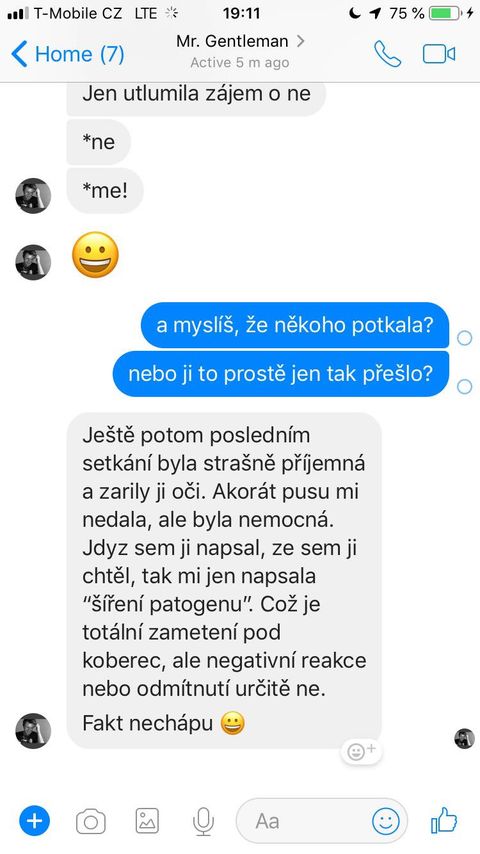 T-Mobile CZ LTE 19:11 75 %
Home (7)
Mr. Gentleman
Active 5 m ago
Jen utlumila zájem o ne
*ne
*me!
a myslíš, že někoho potkala?
nebo ji to prostě jen tak přešlo?
Ještě potom posledním
setkání byla strašně příjemná
a zarily ji oči. Akorát pusu mi
nedala, ale byla nemocná.
Jdyz sem ji napsal, ze sem ji
chtěl, tak mi jen napsala
“šíření patogenu”. Což je
totální zametení pod
koberec, ale negativní reakce
nebo odmítnutí určitě ne.
Fakt nechápu
Aa